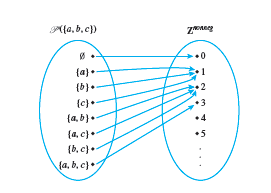 𝒫({a, b, c}) Z^nonneg
∅ 0
{a} 1
{b} 2
{c} 3
{a, b} 4
{a, c} 5
{b, c} .
{a, b, c} .
.